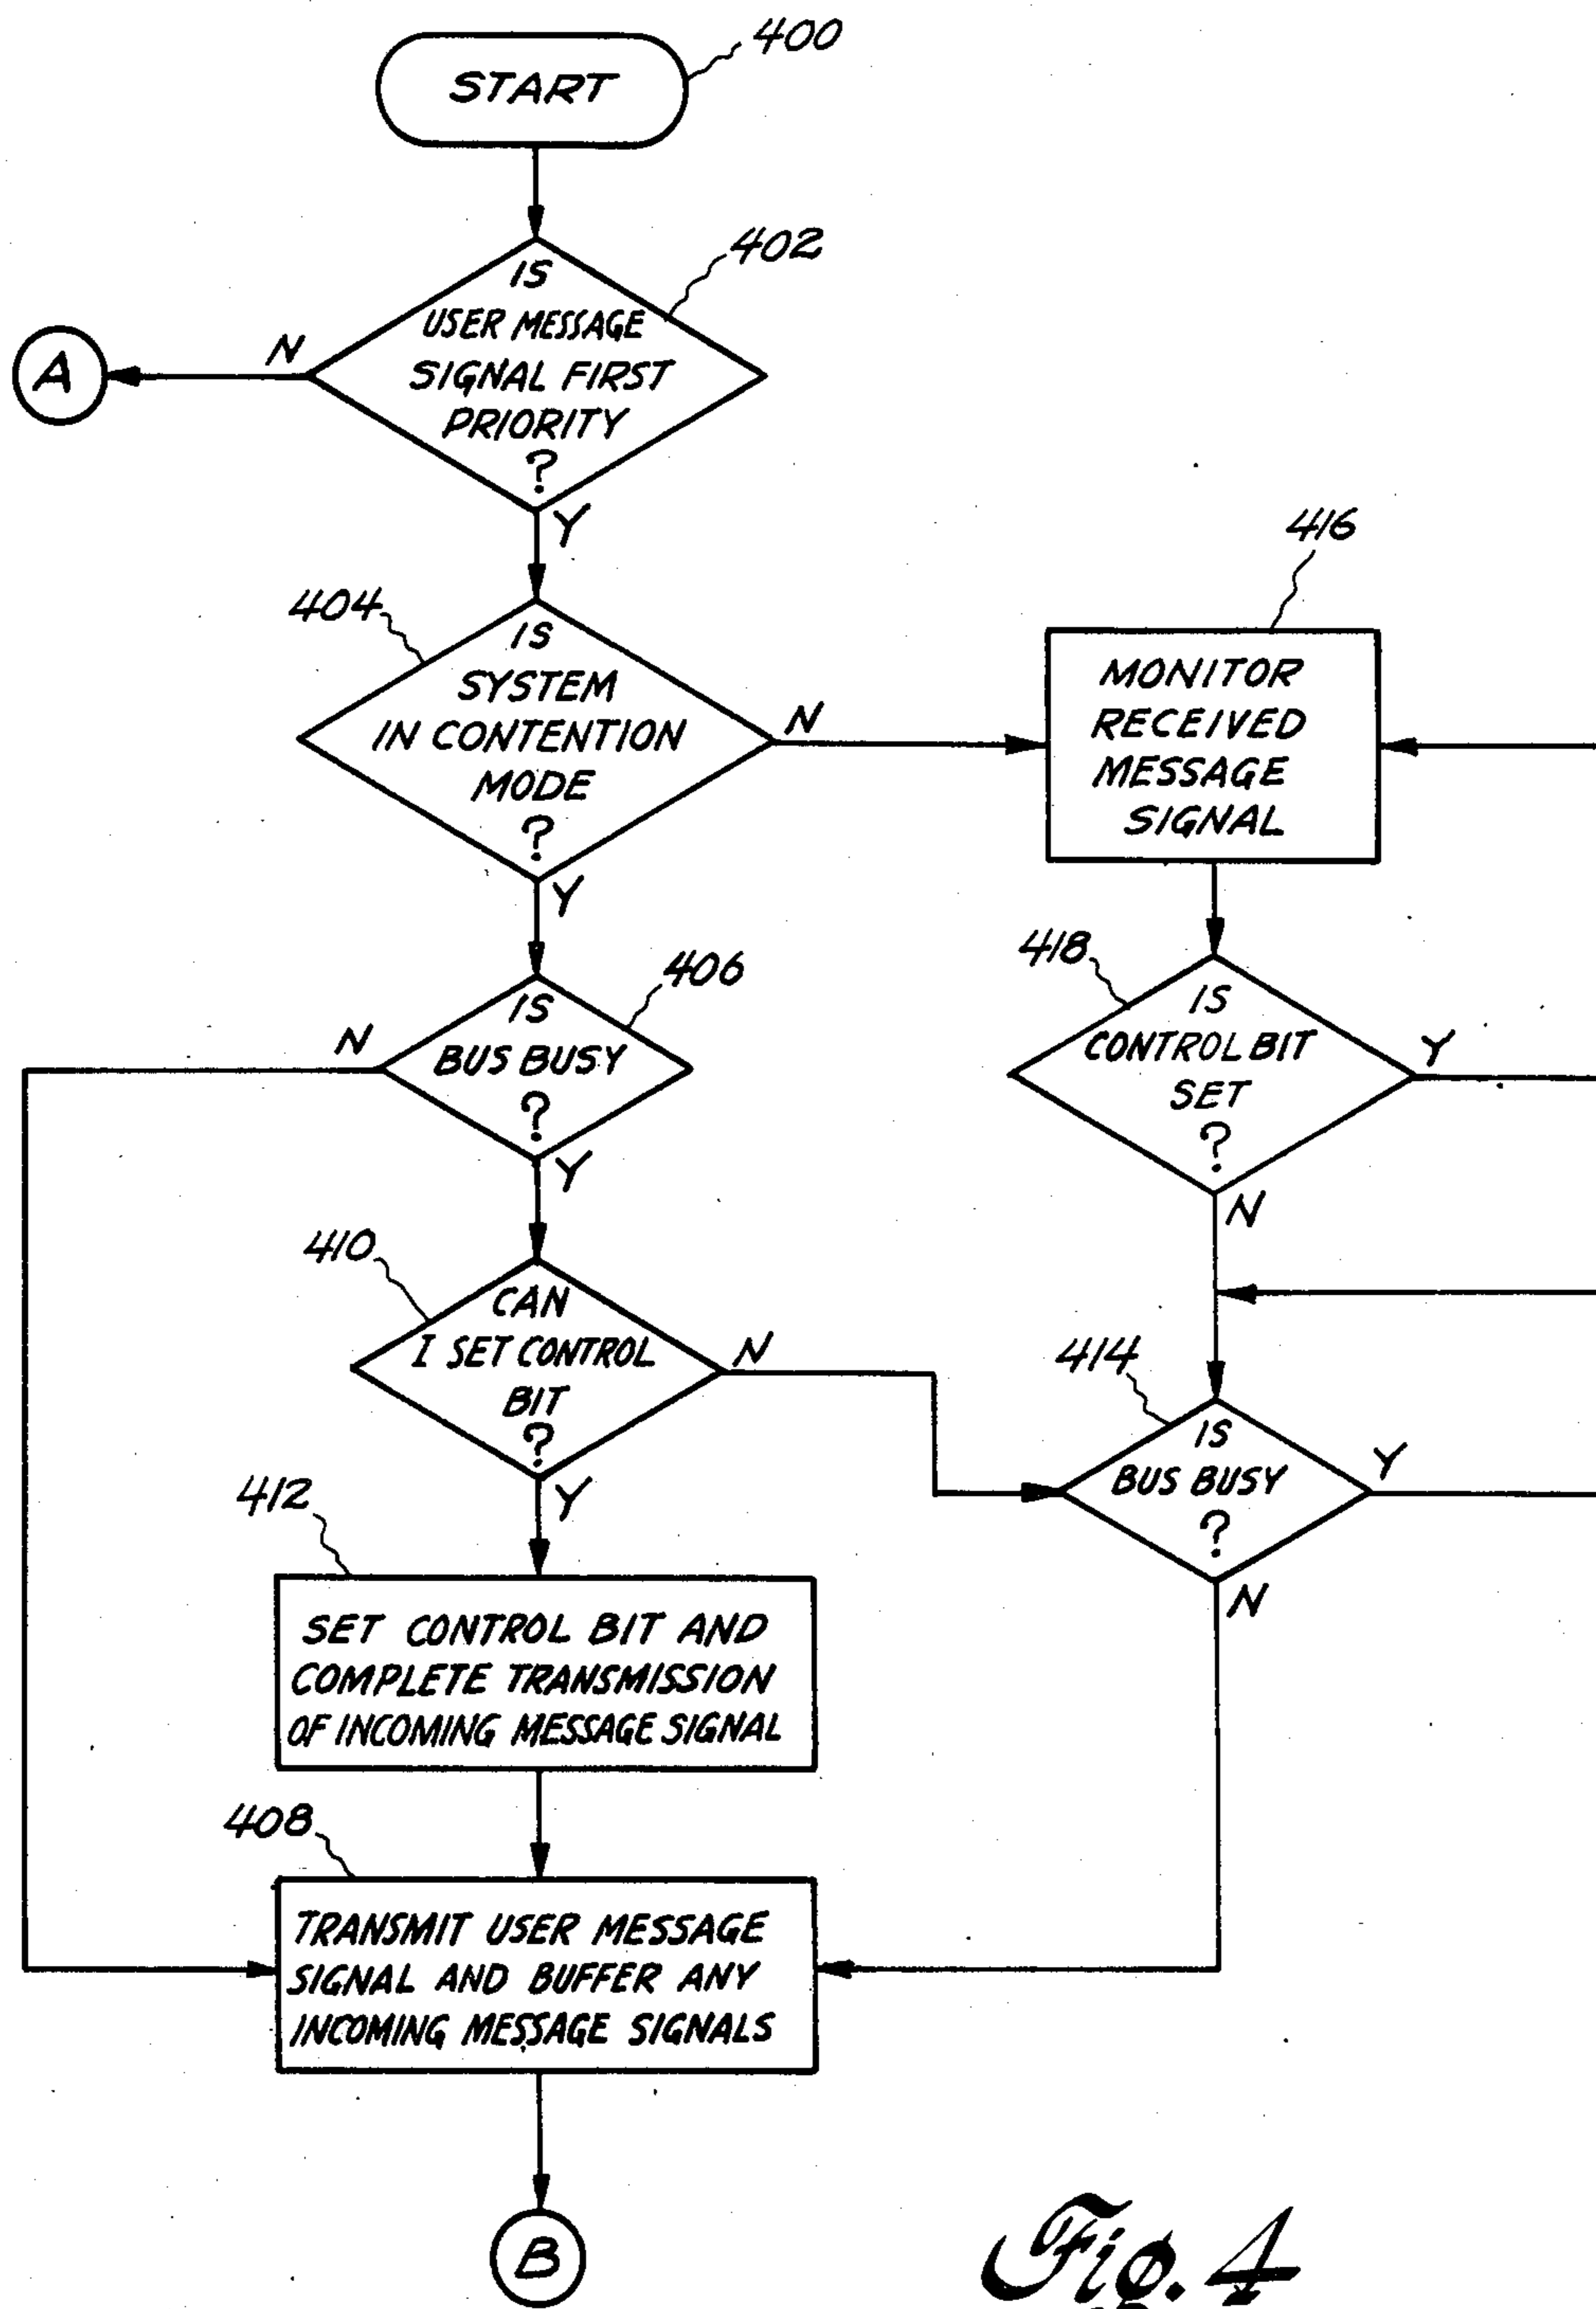 400
START
402
IS
USER MESSAGE
SIGNAL FIRST
PRIORITY
?
N
A
Y
404
IS
SYSTEM
IN CONTENTION
MODE
?
N
Y
416
MONITOR
RECEIVED
MESSAGE
SIGNAL
406
IS
BUS BUSY
?
N
Y
418
IS
CONTROL BIT
SET
?
Y
N
410
CAN
I SET CONTROL
BIT
?
N
Y
414
IS
BUS BUSY
?
Y
N
412
SET CONTROL BIT AND
COMPLETE TRANSMISSION
OF INCOMING MESSAGE SIGNAL
408
TRANSMIT USER MESSAGE
SIGNAL AND BUFFER ANY
INCOMING MESSAGE SIGNALS
B
Fig. 4